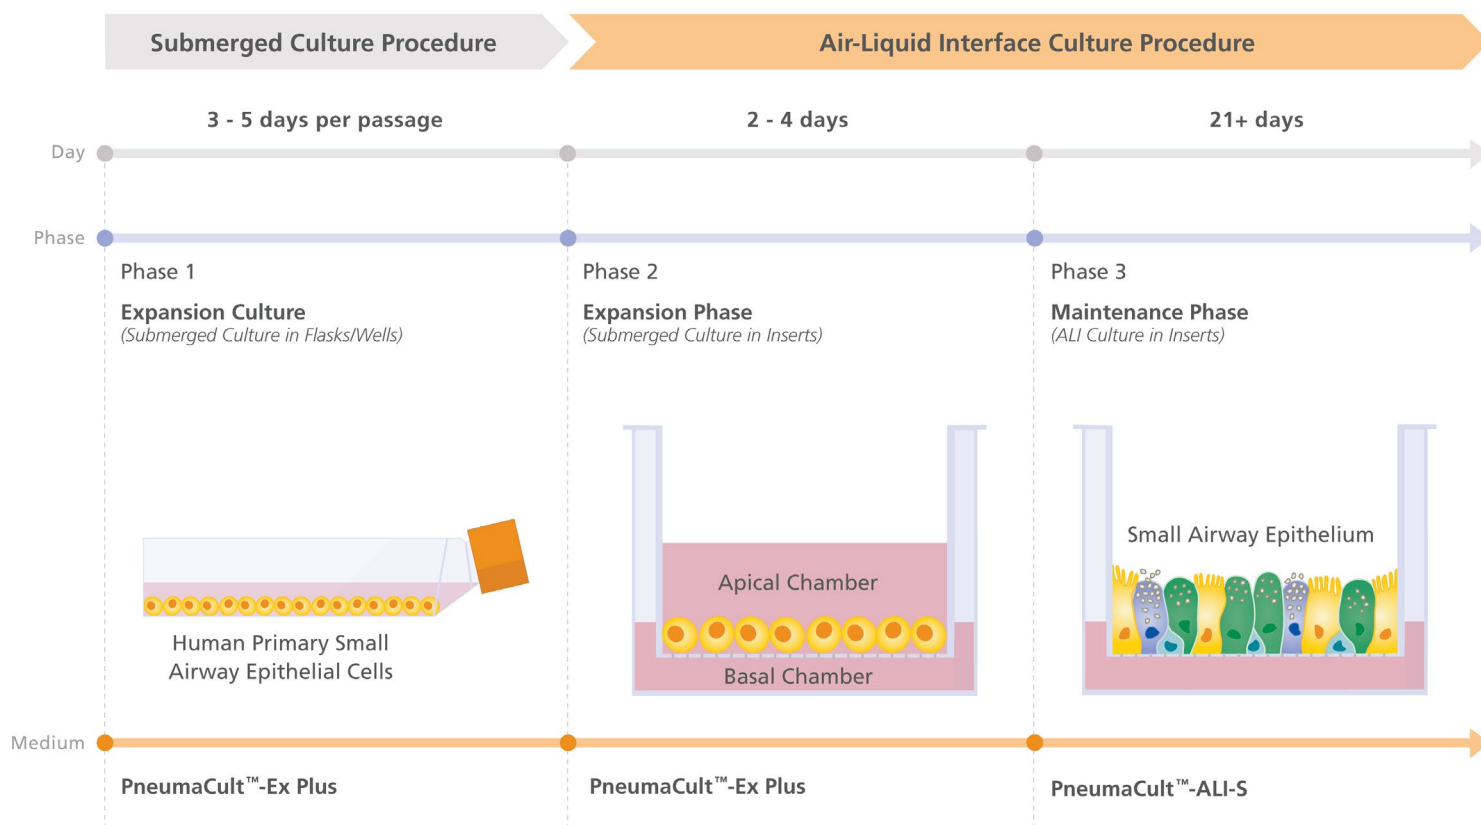 Submerged Culture Procedure
Air-Liquid Interface Culture Procedure
3 - 5 days per passage
2 - 4 days
21+ days
Day
Phase
Phase 1
Expansion Culture
(Submerged Culture in Flasks/Wells)
Phase 2
Expansion Phase
(Submerged Culture in Inserts)
Phase 3
Maintenance Phase
(ALI Culture in Inserts)
Human Primary Small
Airway Epithelial Cells
Apical Chamber
Basal Chamber
Small Airway Epithelium
Medium
PneumaCult™-Ex Plus
PneumaCult™-Ex Plus
PneumaCult™-ALI-S